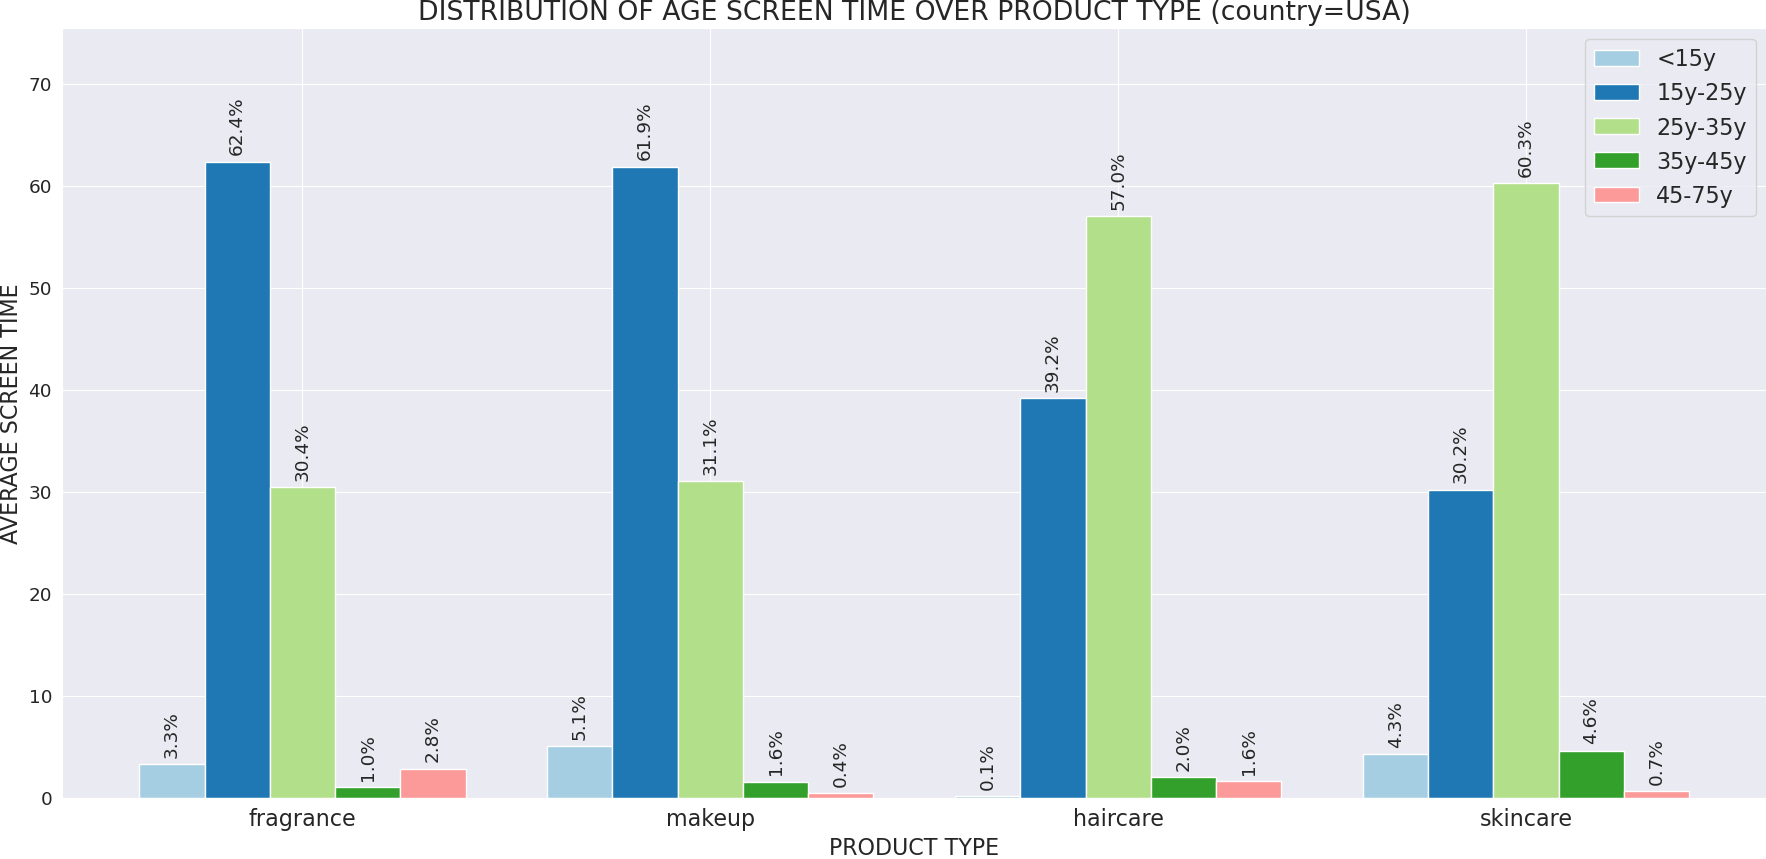 DISTRIBUTION OF AGE SCREEN TIME OVER PRODUCT TYPE (country=USA)
AVERAGE SCREEN TIME
70
60
50
40
30
20
10
0
3.3%
62.4%
30.4%
1.0%
2.8%
5.1%
61.9%
31.1%
1.6%
0.4%
0.1%
39.2%
57.0%
2.0%
1.6%
4.3%
30.2%
60.3%
4.6%
0.7%
<15y
15y-25y
25y-35y
35y-45y
45-75y
fragrance
makeup
haircare
skincare
PRODUCT TYPE